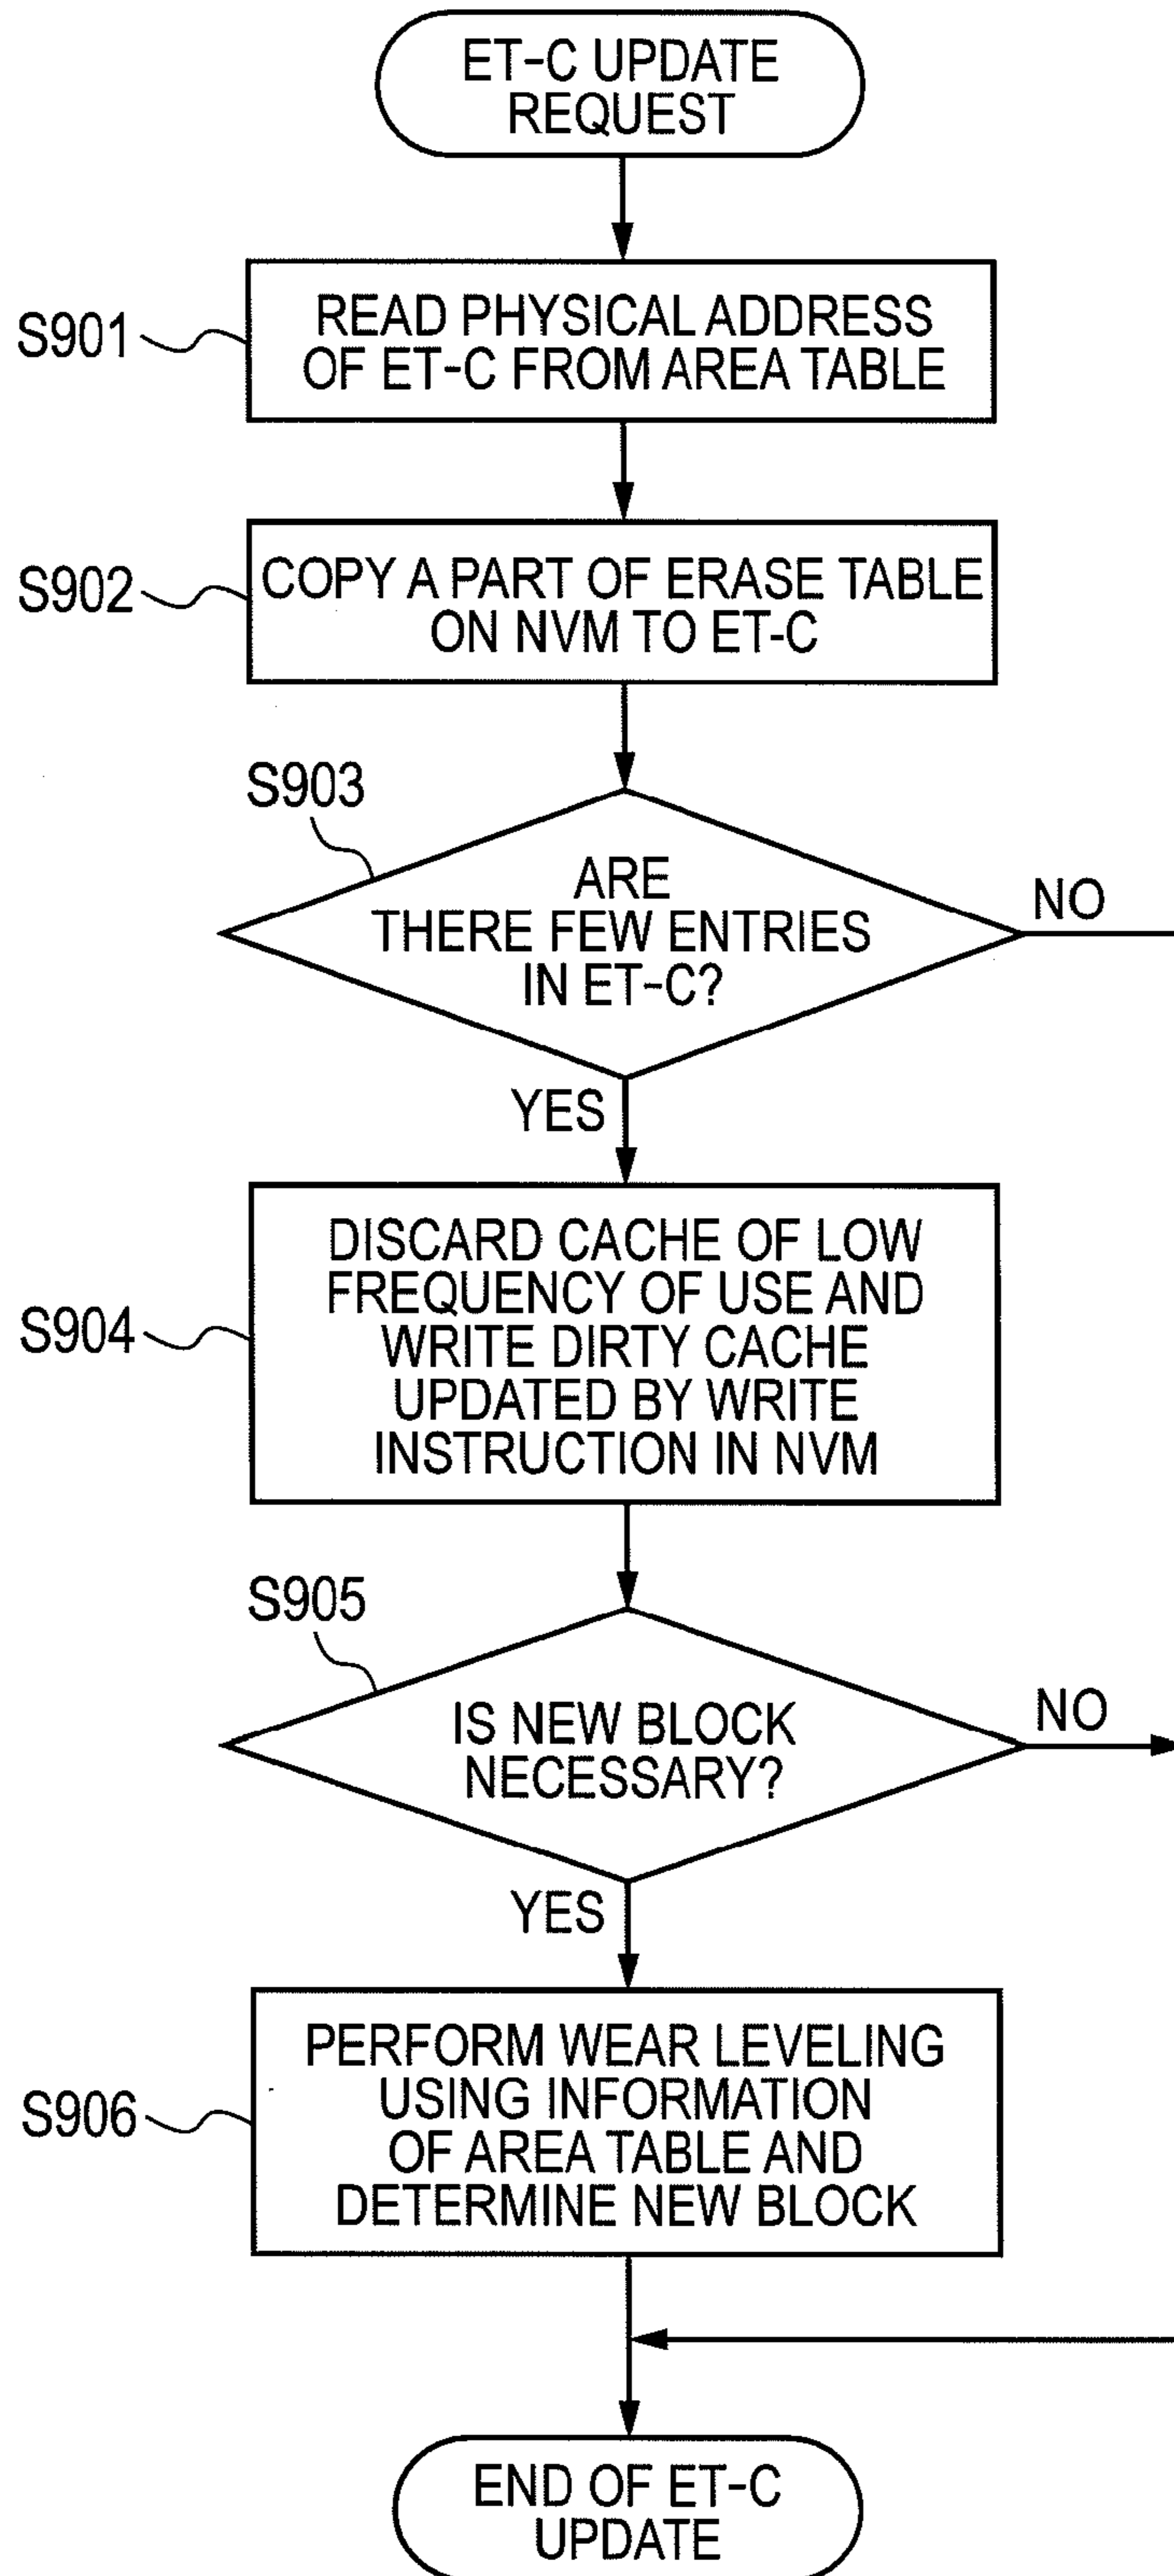 ET-C UPDATE
REQUEST
S901
READ PHYSICAL ADDRESS
OF ET-C FROM AREA TABLE
S902
COPY A PART OF ERASE TABLE
ON NVM TO ET-C
S903
ARE
THERE FEW ENTRIES
IN ET-C?
NO
YES
S904
DISCARD CACHE OF LOW
FREQUENCY OF USE AND
WRITE DIRTY CACHE
UPDATED BY WRITE
INSTRUCTION IN NVM
S905
IS NEW BLOCK
NECESSARY?
NO
YES
S906
PERFORM WEAR LEVELING
USING INFORMATION
OF AREA TABLE AND
DETERMINE NEW BLOCK
END OF ET-C
UPDATE